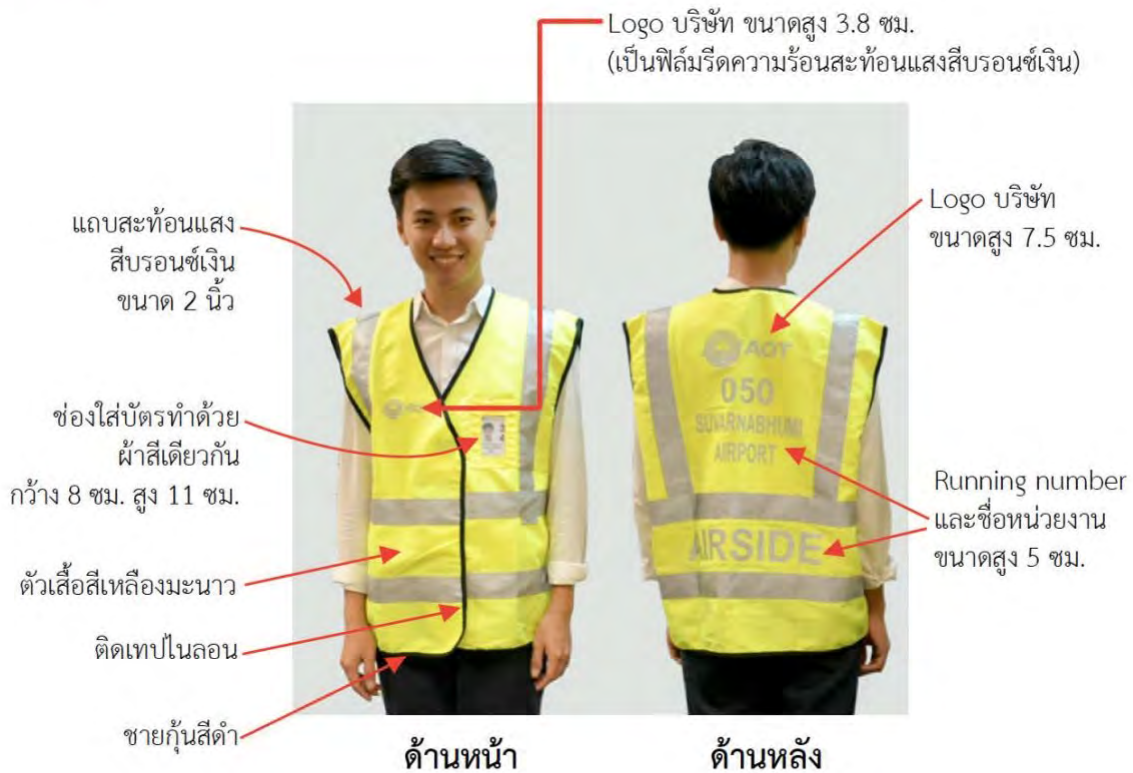 Logo บริษัท ขนาดสูง 3.8 ซม.
(เป็นฟิล์มรีดความร้อนสะท้อนแสงสีบรอนซ์เงิน)
แถบสะท้อนแสง
สีบรอนซ์เงิน
ขนาด 2 นิ้ว
ช่องใส่บัตรทำด้วย
ผ้าสีเดียวกัน
กว้าง 8 ซม. สูง 11 ซม.
ตัวเสื้อสีเหลืองมะนาว
ติดเทปไนลอน
ชายกุ้นสีดำ
AOT
ด้านหน้า
Logo บริษัท
ขนาดสูง 7.5 ซม.
Running number
และชื่อหน่วยงาน
ขนาดสูง 5 ซม.
AOT
050
SUVARNABHUMI
AIRPORT
AIRSIDE
ด้านหลัง